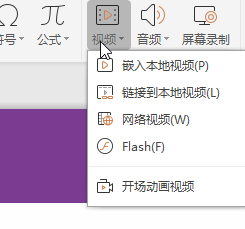 符号 公式 视频 音频 屏幕录制
嵌入本地视频(P)
链接到本地视频(L)
网络视频(W)
Flash(F)
开场动画视频